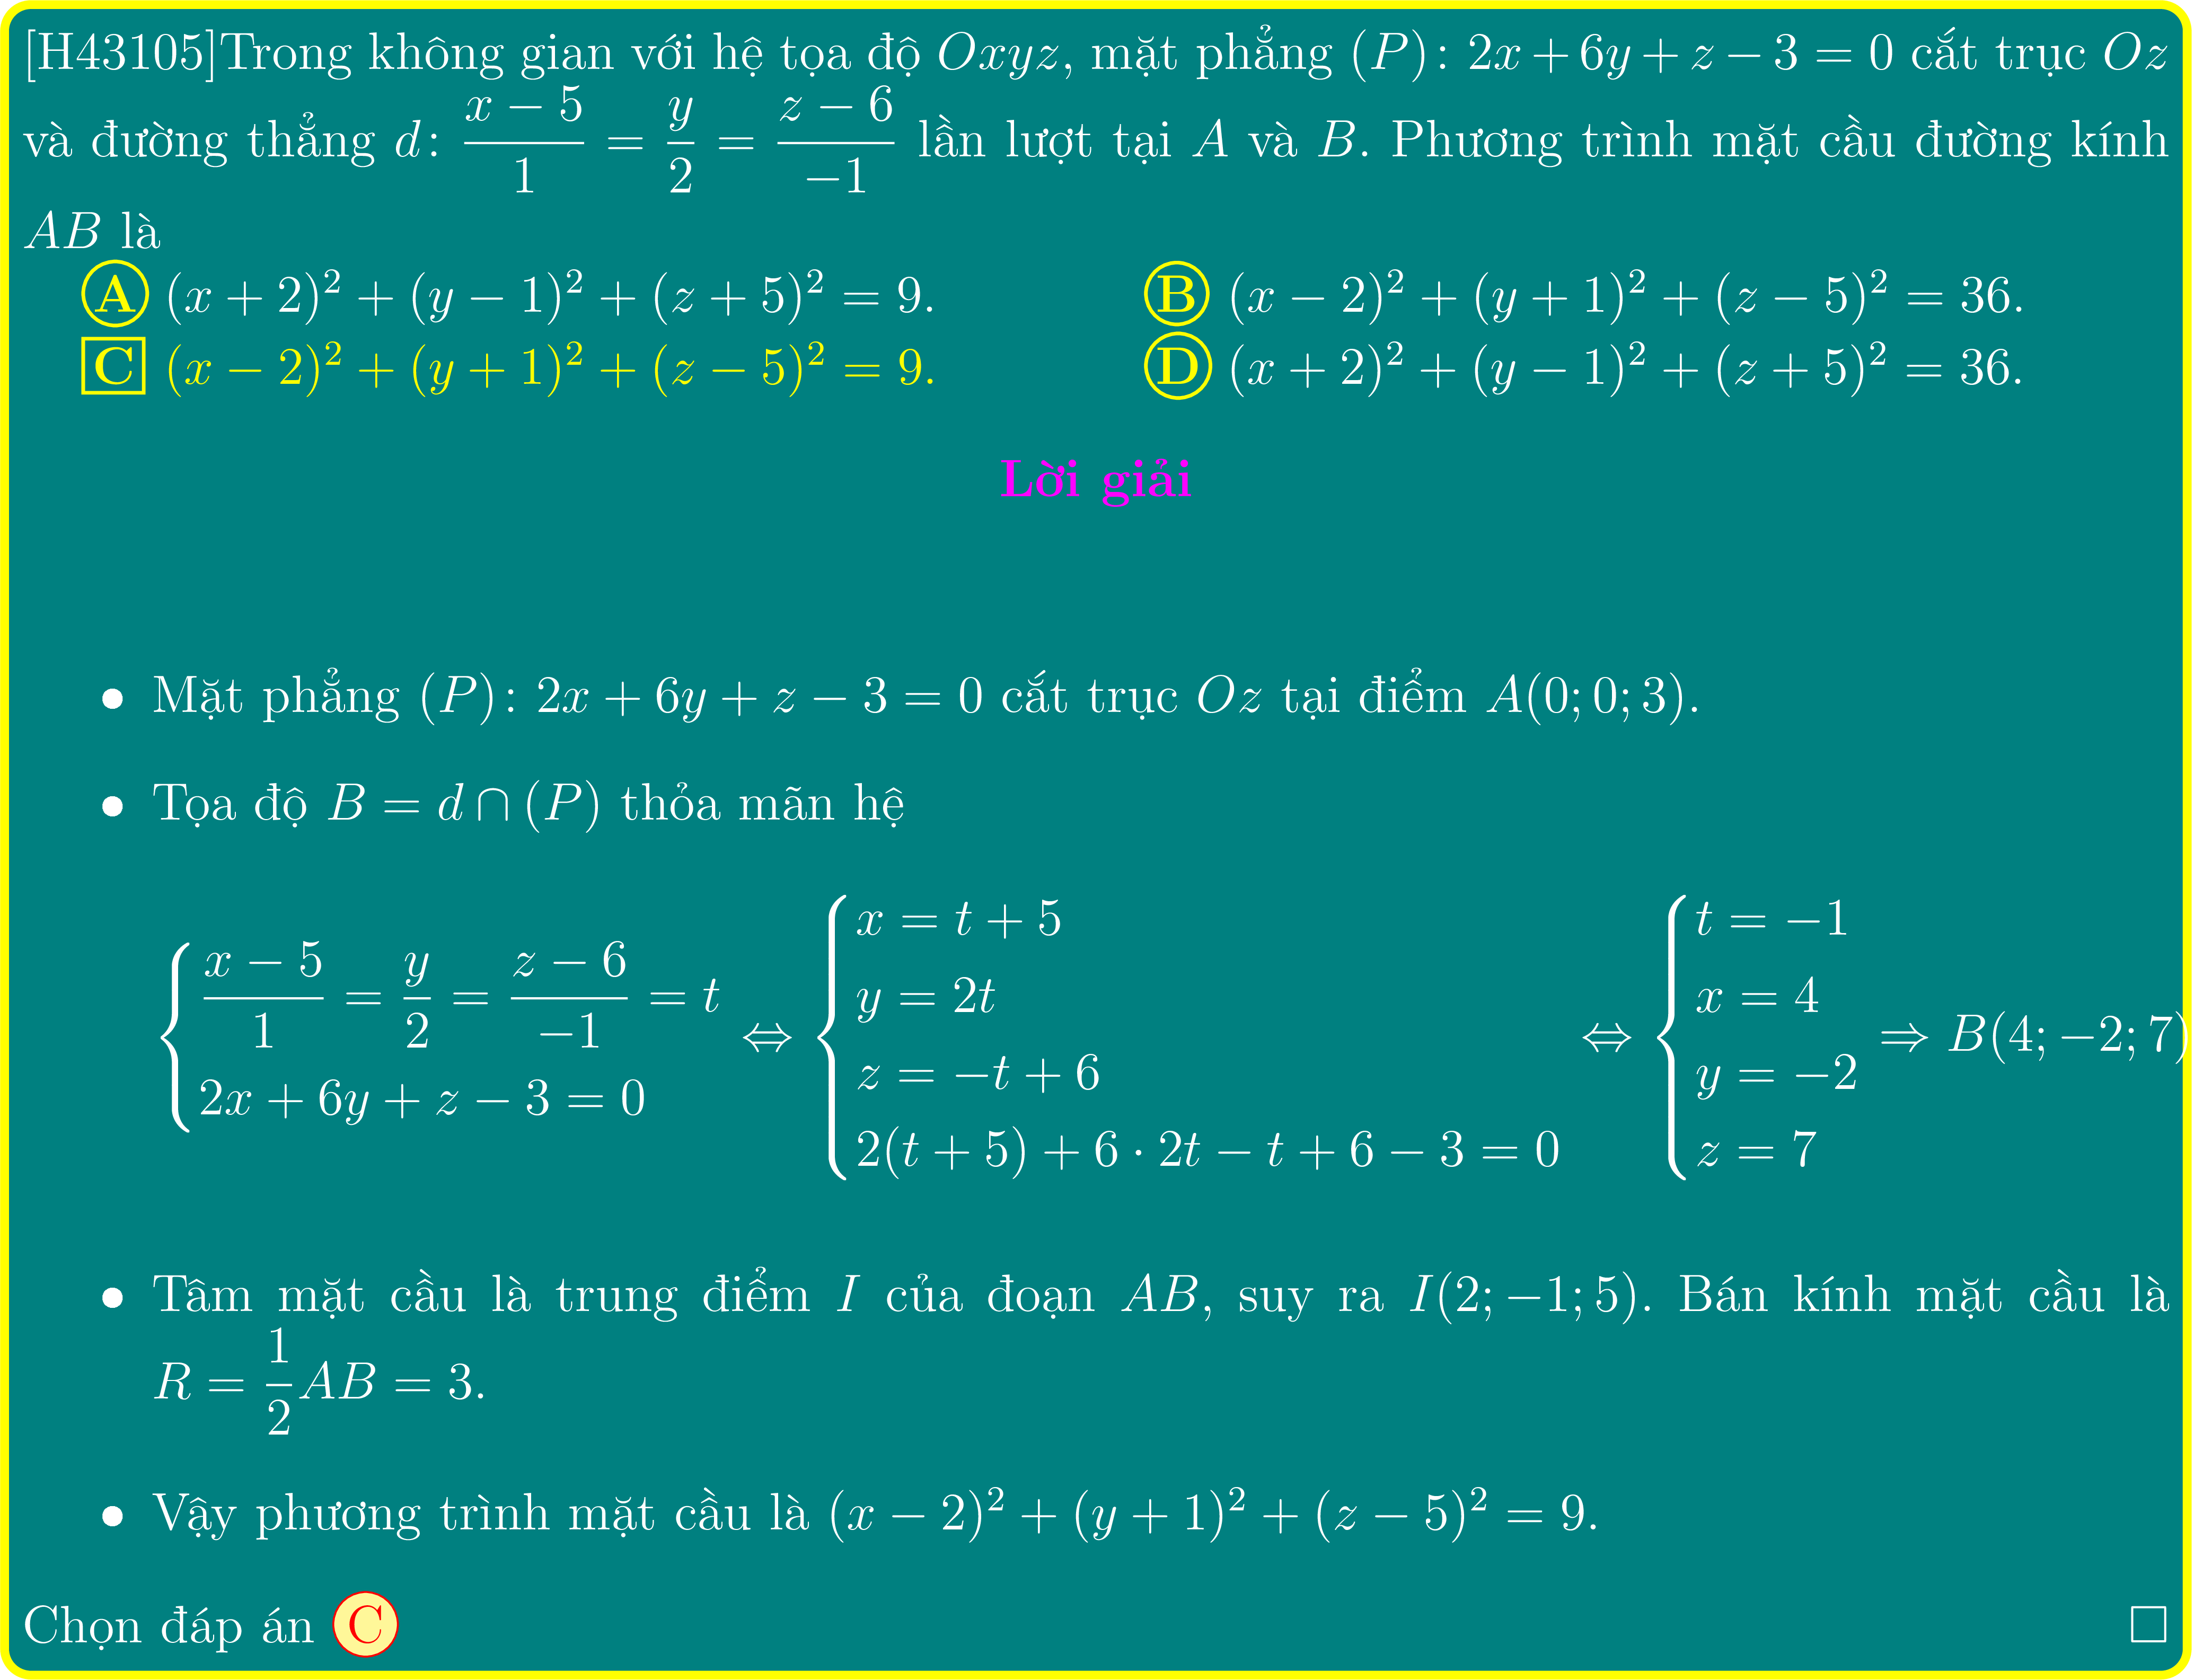 [H43105]Trong không gian với hệ tọa độ Oxyz, mặt phẳng (P): 2x + 6y + z − 3 = 0 cắt trục Oz
và đường thẳng d: \frac{x − 5}{1} = \frac{y}{2} = \frac{z − 6}{−1} lần lượt tại A và B. Phương trình mặt cầu đường kính
AB là
A (x + 2)² + (y − 1)² + (z + 5)² = 9. B (x − 2)² + (y + 1)² + (z − 5)² = 36.
C (x − 2)² + (y + 1)² + (z − 5)² = 9. D (x + 2)² + (y − 1)² + (z + 5)² = 36.
Lời giải
• Mặt phẳng (P): 2x + 6y + z − 3 = 0 cắt trục Oz tại điểm A(0; 0; 3).
• Tọa độ B = d ∩ (P) thỏa mãn hệ
\begin{cases} \frac{x − 5}{1} = \frac{y}{2} = \frac{z − 6}{−1} = t \\ 2x + 6y + z − 3 = 0 \end{cases} ⇔ \begin{cases} x = t + 5 \\ y = 2t \\ z = −t + 6 \\ 2(t + 5) + 6 · 2t − t + 6 − 3 = 0 \end{cases} ⇔ \begin{cases} t = −1 \\ x = 4 \\ y = −2 \\ z = 7 \end{cases} ⇒ B(4; −2; 7)
• Tâm mặt cầu là trung điểm I của đoạn AB, suy ra I(2; −1; 5). Bán kính mặt cầu là
R = \frac{1}{2}AB = 3.
• Vậy phương trình mặt cầu là (x − 2)² + (y + 1)² + (z − 5)² = 9.
Chọn đáp án C □